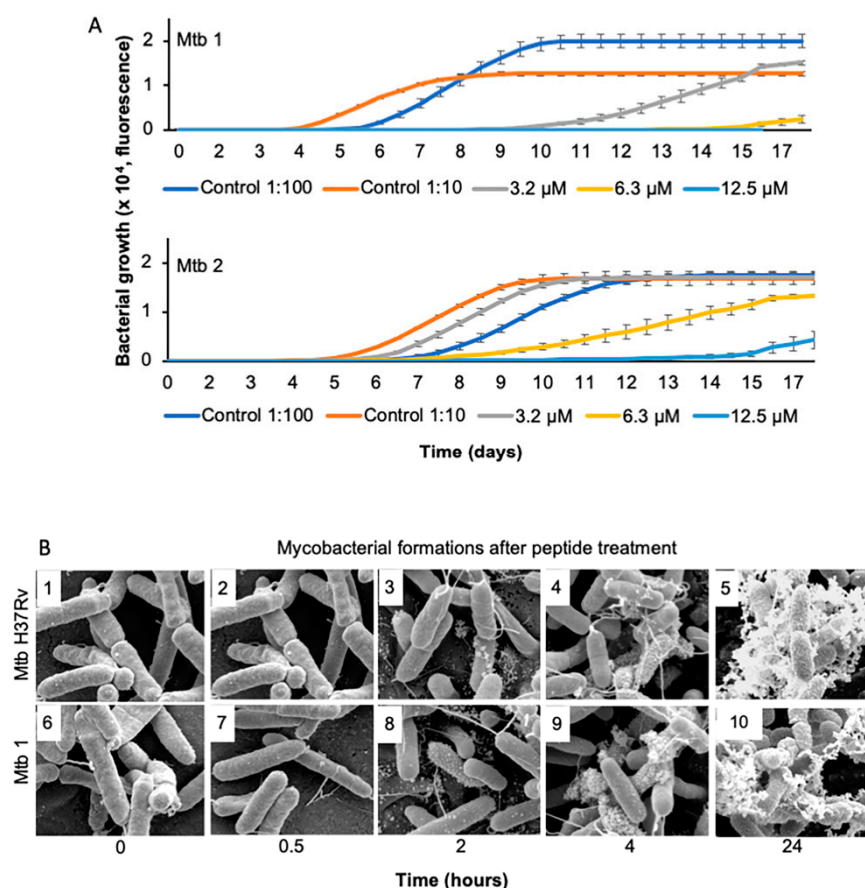 A
Bacterial growth (x 10⁴, fluorescence)
Mtb 1
2
1
0
0 1 2 3 4 5 6 7 8 9 10 11 12 13 14 15 17
Control 1:100 Control 1:10 3.2 µM 6.3 µM 12.5 µM
Mtb 2
2
1
0
0 1 2 3 4 5 6 7 8 9 10 11 12 13 14 15 17
Control 1:100 Control 1:10 3.2 µM 6.3 µM 12.5 µM
Time (days)
B
Mycobacterial formations after peptide treatment
Mtb H37Rv
1 2 3 4 5
Mtb 1
6 7 8 9 10
0 0.5 2 4 24
Time (hours)